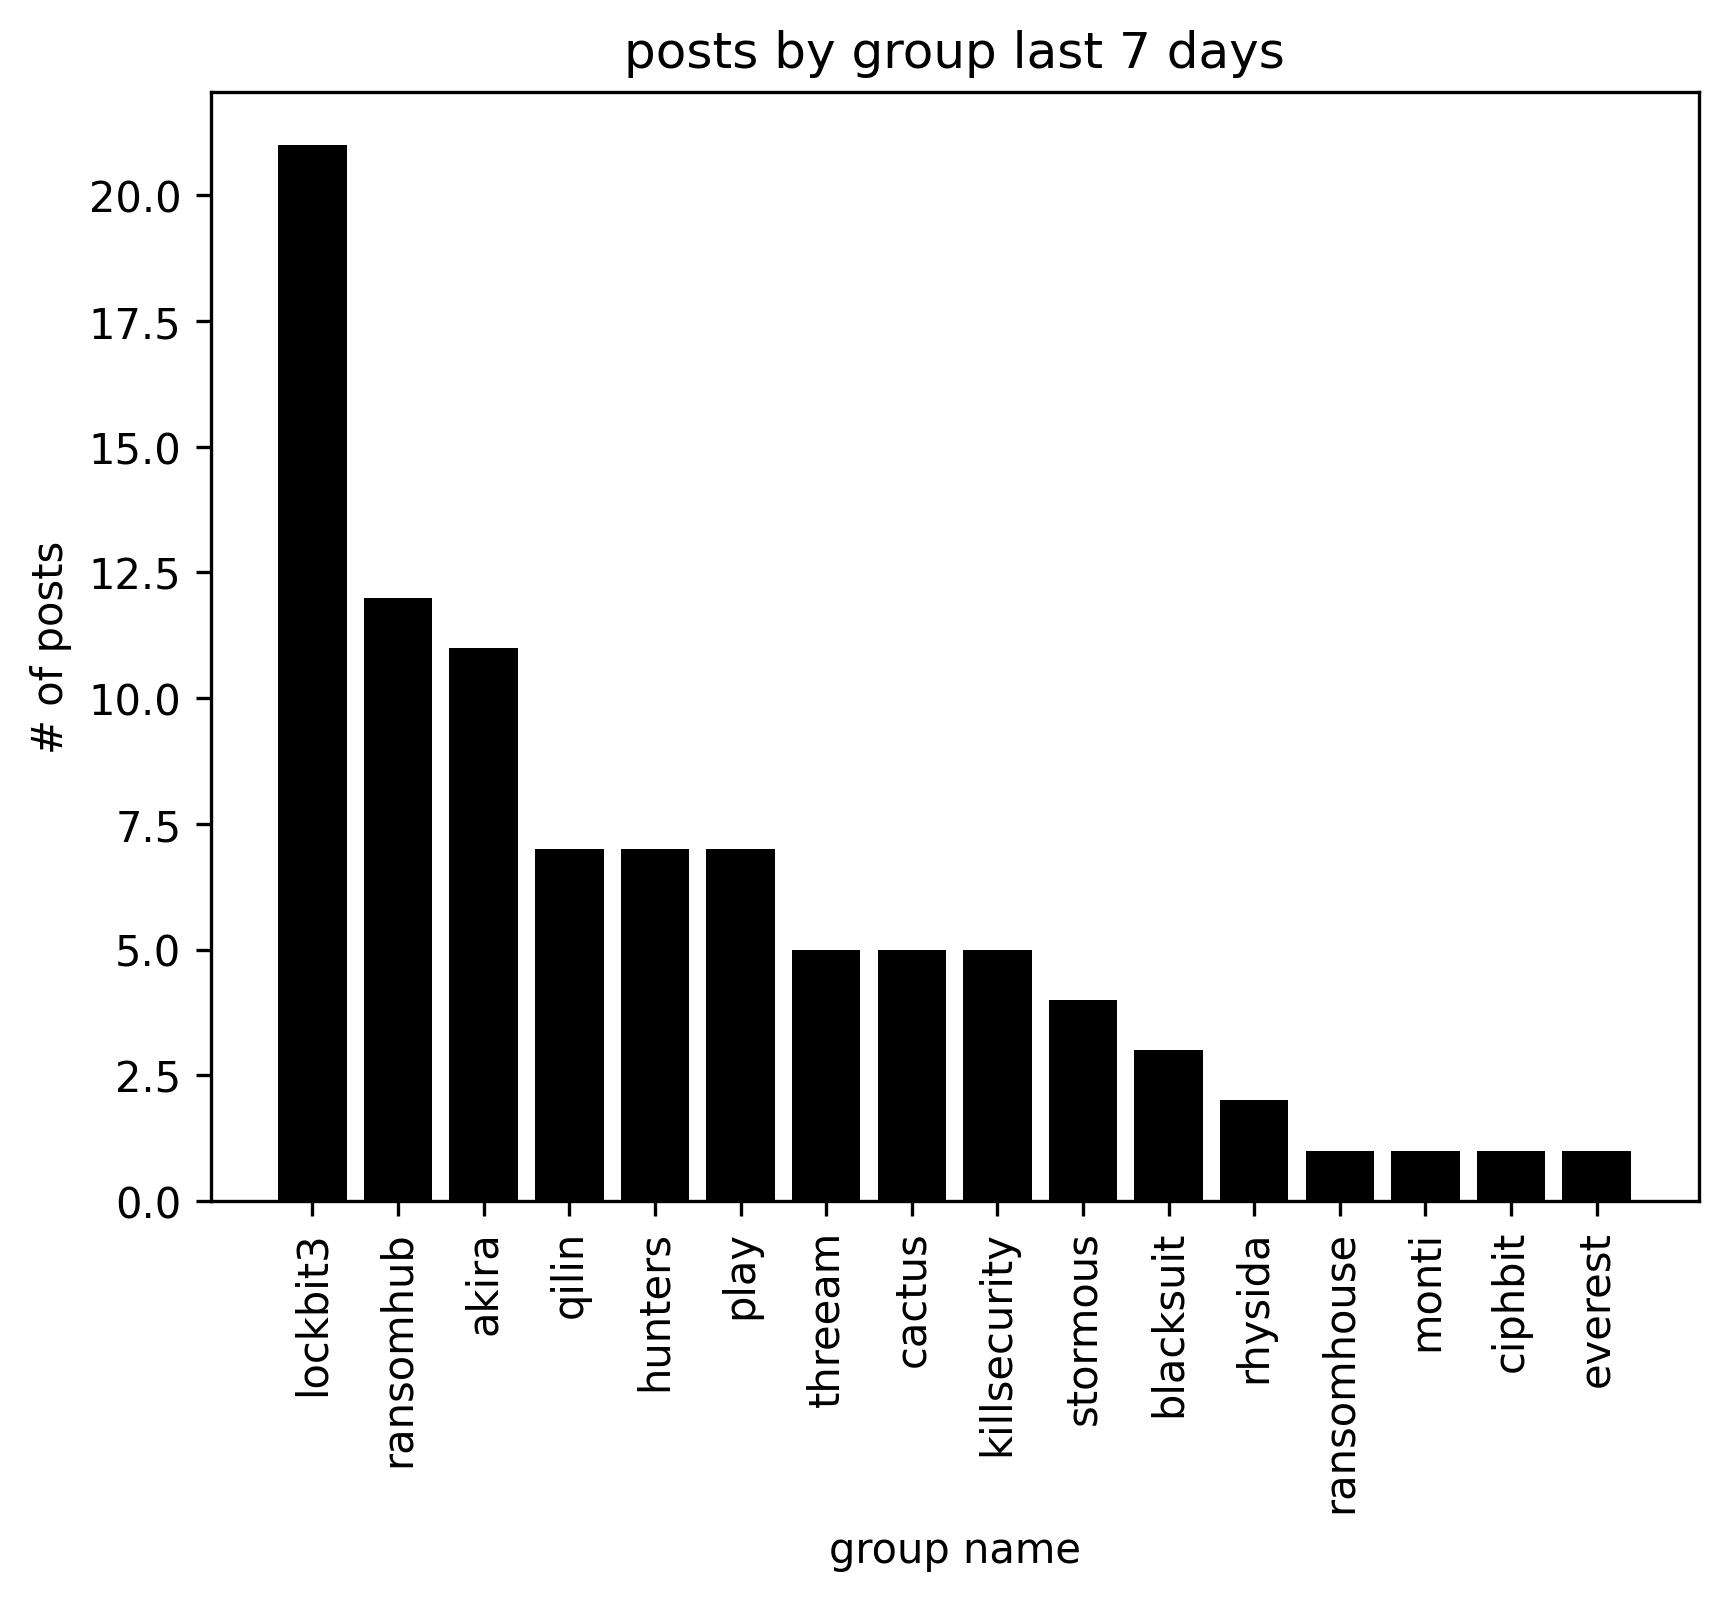 posts by group last 7 days
# of posts
20.0
17.5
15.0
12.5
10.0
7.5
5.0
2.5
0.0
lockbit3
ransomhub
akira
qilin
hunters
play
threeam
cactus
killsecurity
stormous
blacksuit
rhysida
ransomhouse
monti
ciphbit
everest
group name